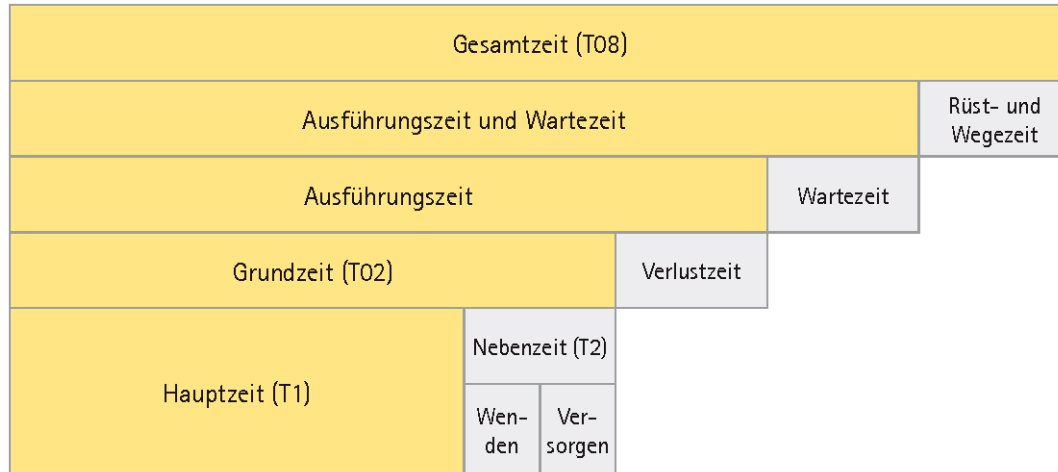 Gesamtzeit (T08)
Ausführungszeit und Wartezeit
Rüst- und
Wegezeit
Ausführungszeit
Wartezeit
Grundzeit (T02)
Verlustzeit
Hauptzeit (T1)
Nebenzeit (T2)
Wen-
den
Ver-
sorgen